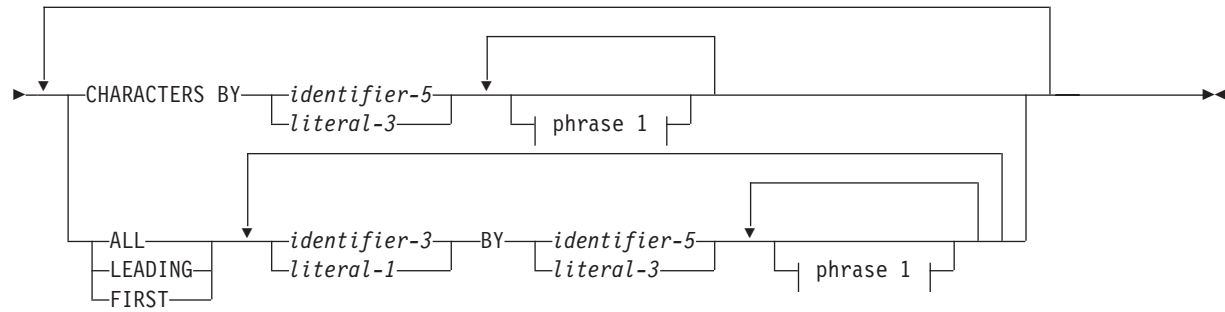 CHARACTERS BY identifier-5
literal-3 phrase 1
ALL identifier-3 BY identifier-5
LEADING literal-1 literal-3 phrase 1
FIRST